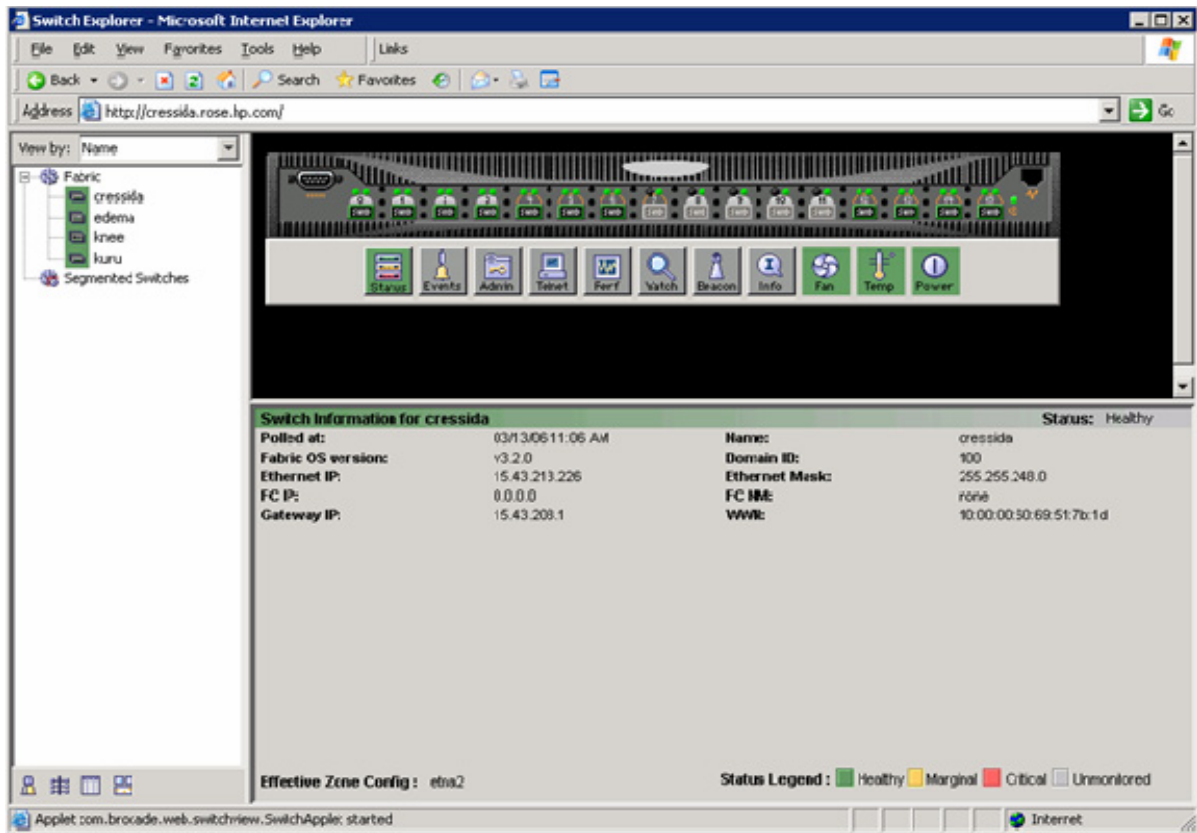 Switch Explorer - Microsoft Internet Explorer
File Edit View Favorites Tools Help Links
Back Search Favorites
Address http://cressida.rose.hp.com/ Go
View by: Name
Fabric
cressida
edema
knee
kuru
Segmented Switches
Status Events Admin Telnet Perf Watch Beacon Info Fan Temp Power
Switch Information for cressida Status: Healthy
Polled at: 03/13/06 11:06 AM Name: cressida
Fabric OS version: v3.2.0 Domain ID: 100
Ethernet IP: 15.43.213.226 Ethernet Mask: 255.255.248.0
FC IP: 0.0.0.0 FC NM: none
Gateway IP: 15.43.208.1 WWN: 10:00:00:60:69:51:7b:1d
Effective Zone Config : etna2 Status Legend : Healthy Marginal Critical Unmonitored
Applet com.brocade.web.switchview.SwitchApplet started Internet